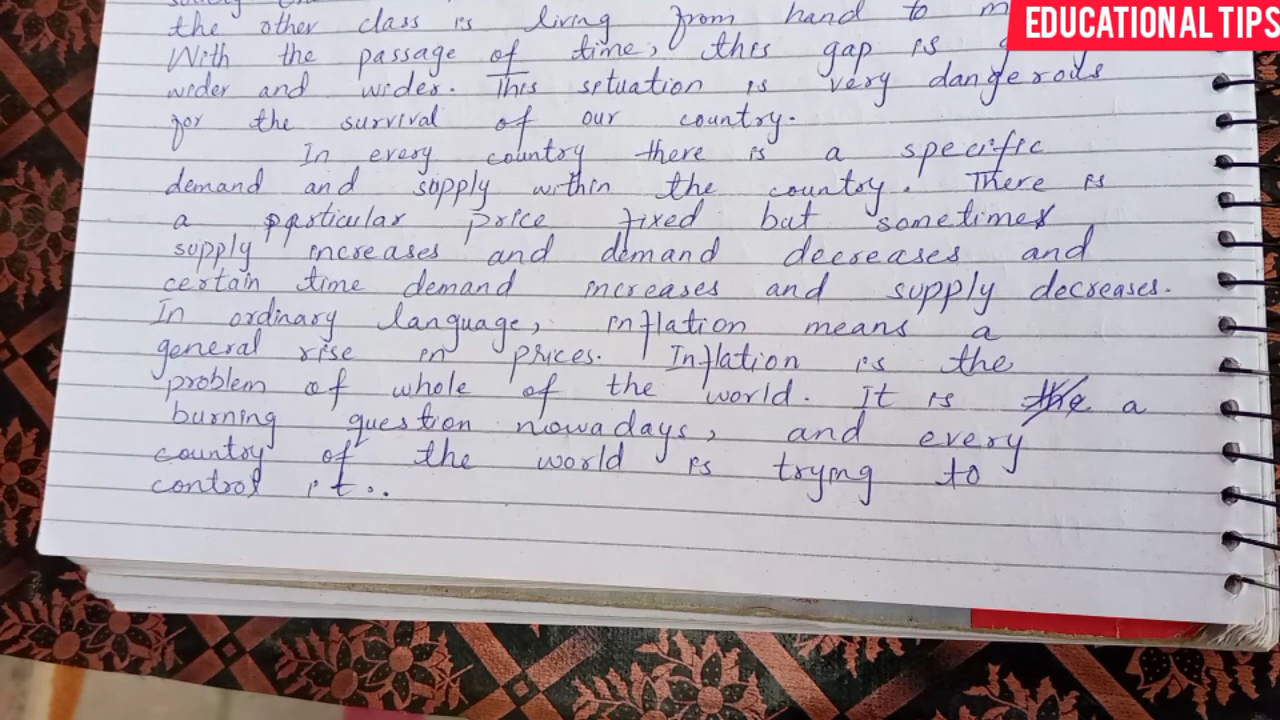 EDUCATIONAL TIPS
the other class is living from hand to
With the passage of time, this gap is
wider and wider. This situation is very dangerous
for the survival of our country.
In every country there is a specific
demand and supply within the country. There is
a particular price fixed but sometimes
supply increases and demand decreases and
certain time demand increases and supply decreases.
In ordinary language, inflation means a
general rise in prices. Inflation is the
problem of whole of the world. it is a
burning question nowadays, and every
country of the world is trying to
control it..